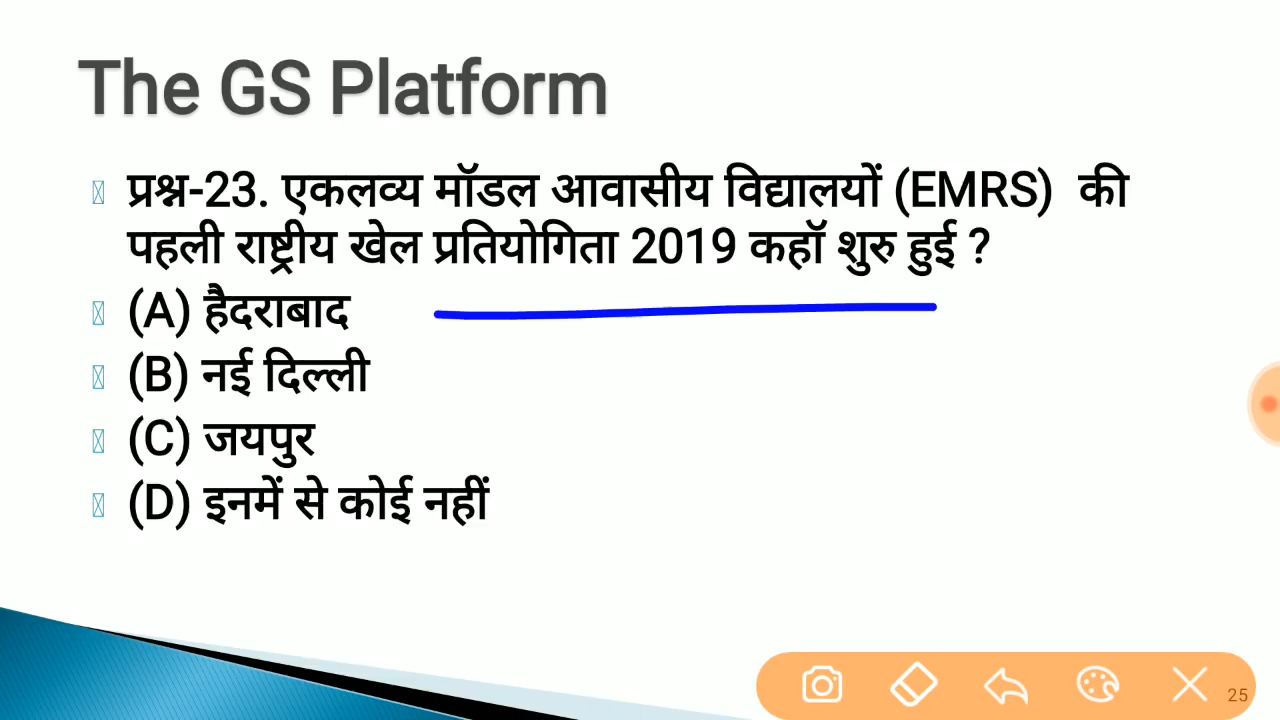 The GS Platform
प्रश्न-23. एकलव्य मॉडल आवासीय विद्यालयों (EMRS) की
पहली राष्ट्रीय खेल प्रतियोगिता 2019 कहॉ शुरु हुई ?
(A) हैदराबाद
(B) नई दिल्ली
(C) जयपुर
(D) इनमें से कोई नहीं
25